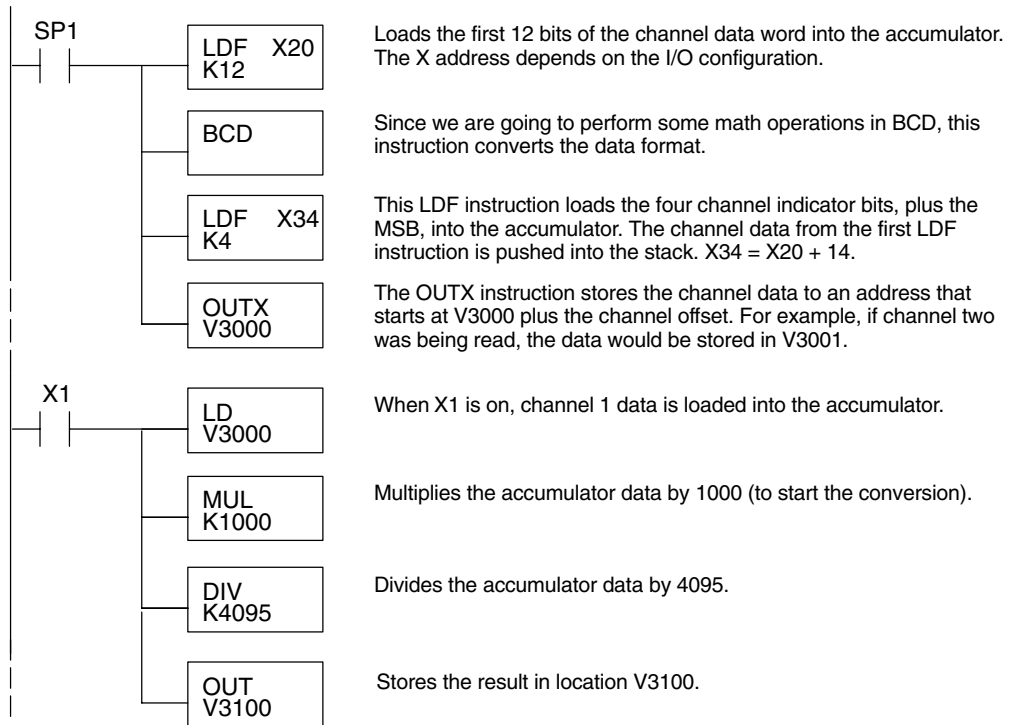 SP1
LDF X20
K12
Loads the first 12 bits of the channel data word into the accumulator.
The X address depends on the I/O configuration.
BCD
Since we are going to perform some math operations in BCD, this
instruction converts the data format.
LDF X34
K4
This LDF instruction loads the four channel indicator bits, plus the
MSB, into the accumulator. The channel data from the first LDF
instruction is pushed into the stack. X34 = X20 + 14.
OUTX
V3000
The OUTX instruction stores the channel data to an address that
starts at V3000 plus the channel offset. For example, if channel two
was being read, the data would be stored in V3001.
X1
LD
V3000
When X1 is on, channel 1 data is loaded into the accumulator.
MUL
K1000
Multiplies the accumulator data by 1000 (to start the conversion).
DIV
K4095
Divides the accumulator data by 4095.
OUT
V3100
Stores the result in location V3100.